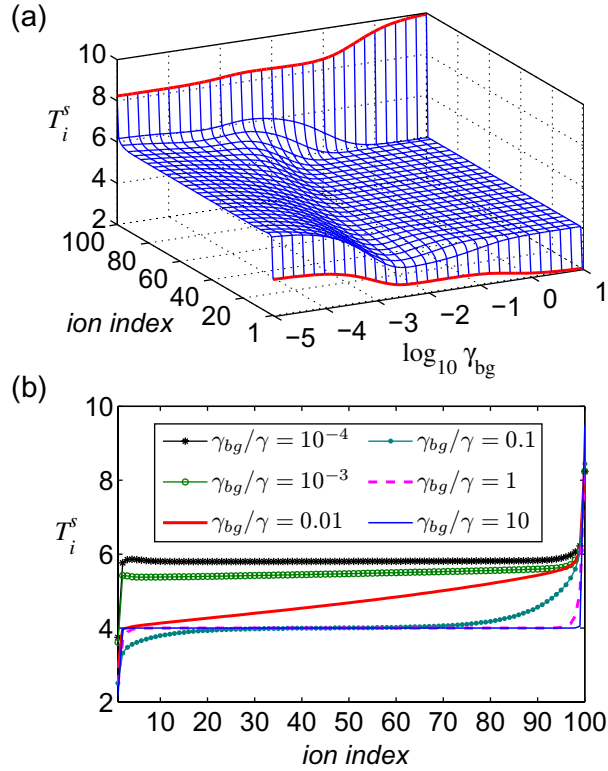 (a)
10
8
6
4
2
T_i^s
100
80
60
40
20
1
ion index
−5
−4
−3
−2
−1
0
1
log₁₀ γ_bg
(b)
10
8
6
4
2
T_i^s
γ_bg/γ = 10⁻⁴
γ_bg/γ = 0.1
γ_bg/γ = 10⁻³
γ_bg/γ = 1
γ_bg/γ = 0.01
γ_bg/γ = 10
10 20 30 40 50 60 70 80 90 100
ion index